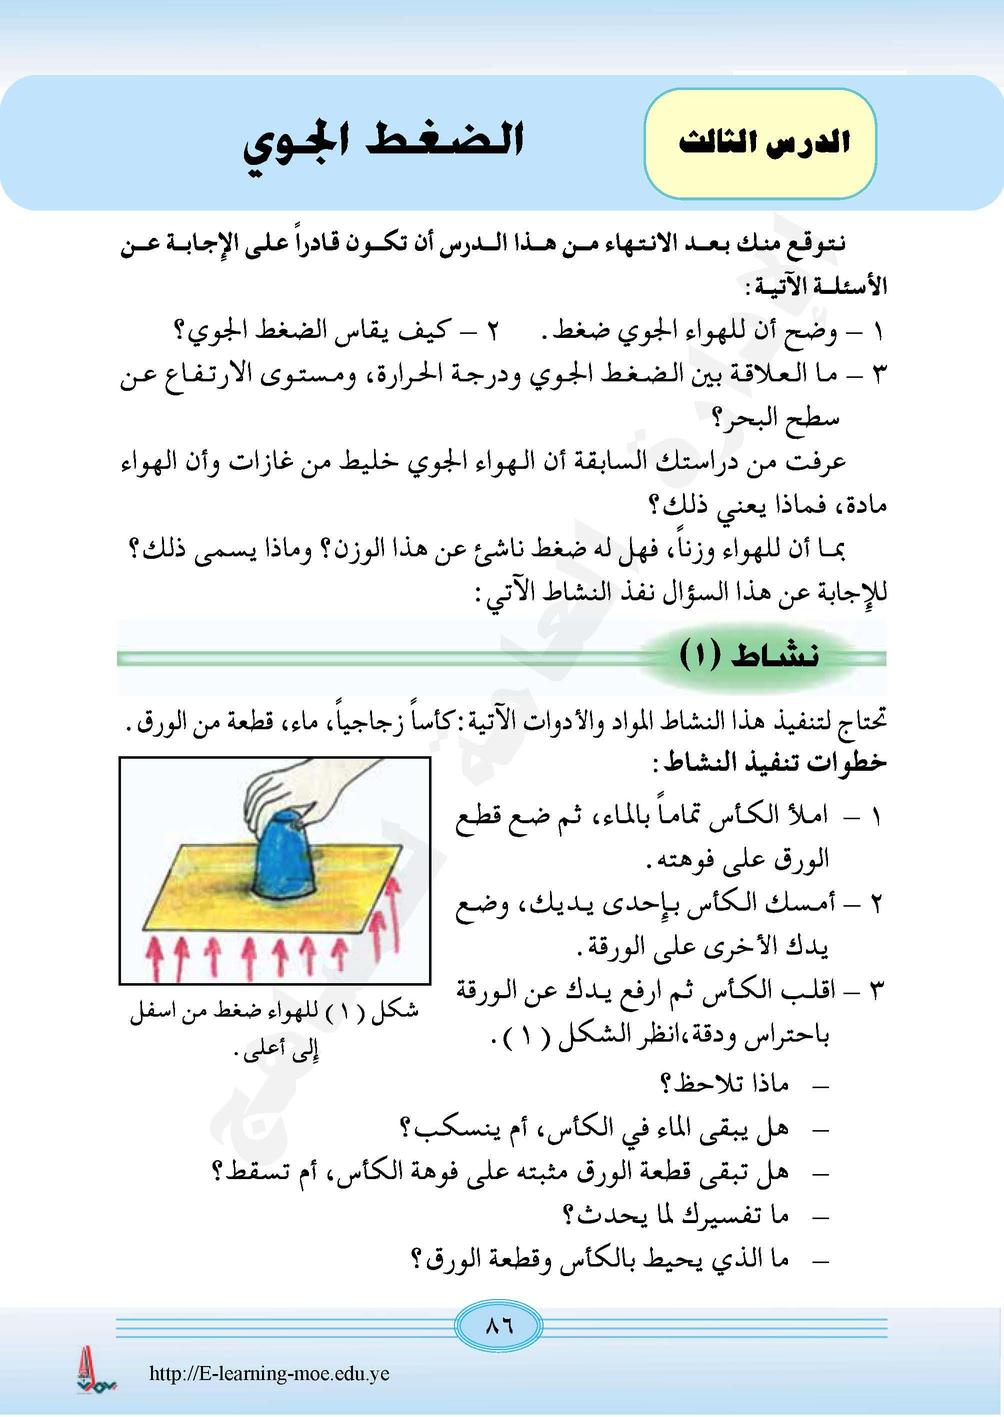 الدرس الثالث
الضغط الجوي
نتوقع منك بعد الانتهاء من هذا الدرس أن تكون قادراً على الإجابة عن
الأسئلة الآتية:
١ – وضح أن للهواء الجوي ضغط. ٢ – كيف يقاس الضغط الجوي؟
٣ – ما العلاقة بين الضغط الجوي ودرجة الحرارة، ومستوى الارتفاع عن
سطح البحر؟
عرفت من دراستك السابقة أن الهواء الجوي خليط من غازات وأن الهواء
مادة، فماذا يعني ذلك؟
بما أن للهواء وزناً، فهل له ضغط ناشئ عن هذا الوزن؟ وماذا يسمى ذلك؟
للإجابة عن هذا السؤال نفذ النشاط الآتي:
نشاط (١)
تحتاج لتنفيذ هذا النشاط المواد والأدوات الآتية:كأساً زجاجياً، ماء، قطعة من الورق.
خطوات تنفيذ النشاط:
١ – املأ الكأس تماماً بالماء، ثم ضع قطع
الورق على فوهته.
٢ – أمسك الكأس بإحدى يديك، وضع
يدك الأخرى على الورقة.
٣ – اقلب الكأس ثم ارفع يدك عن الورقة
باحتراس ودقة،انظر الشكل (١).
شكل (١) للهواء ضغط من اسفل
إلى أعلى.
– ماذا تلاحظ؟
– هل يبقى الماء في الكأس، أم ينسكب؟
– هل تبقى قطعة الورق مثبته على فوهة الكأس، أم تسقط؟
– ما تفسيرك لما يحدث؟
– ما الذي يحيط بالكأس وقطعة الورق؟
٨٦
http://E-learning-moe.edu.ye
الإدارة العامة للمناهج